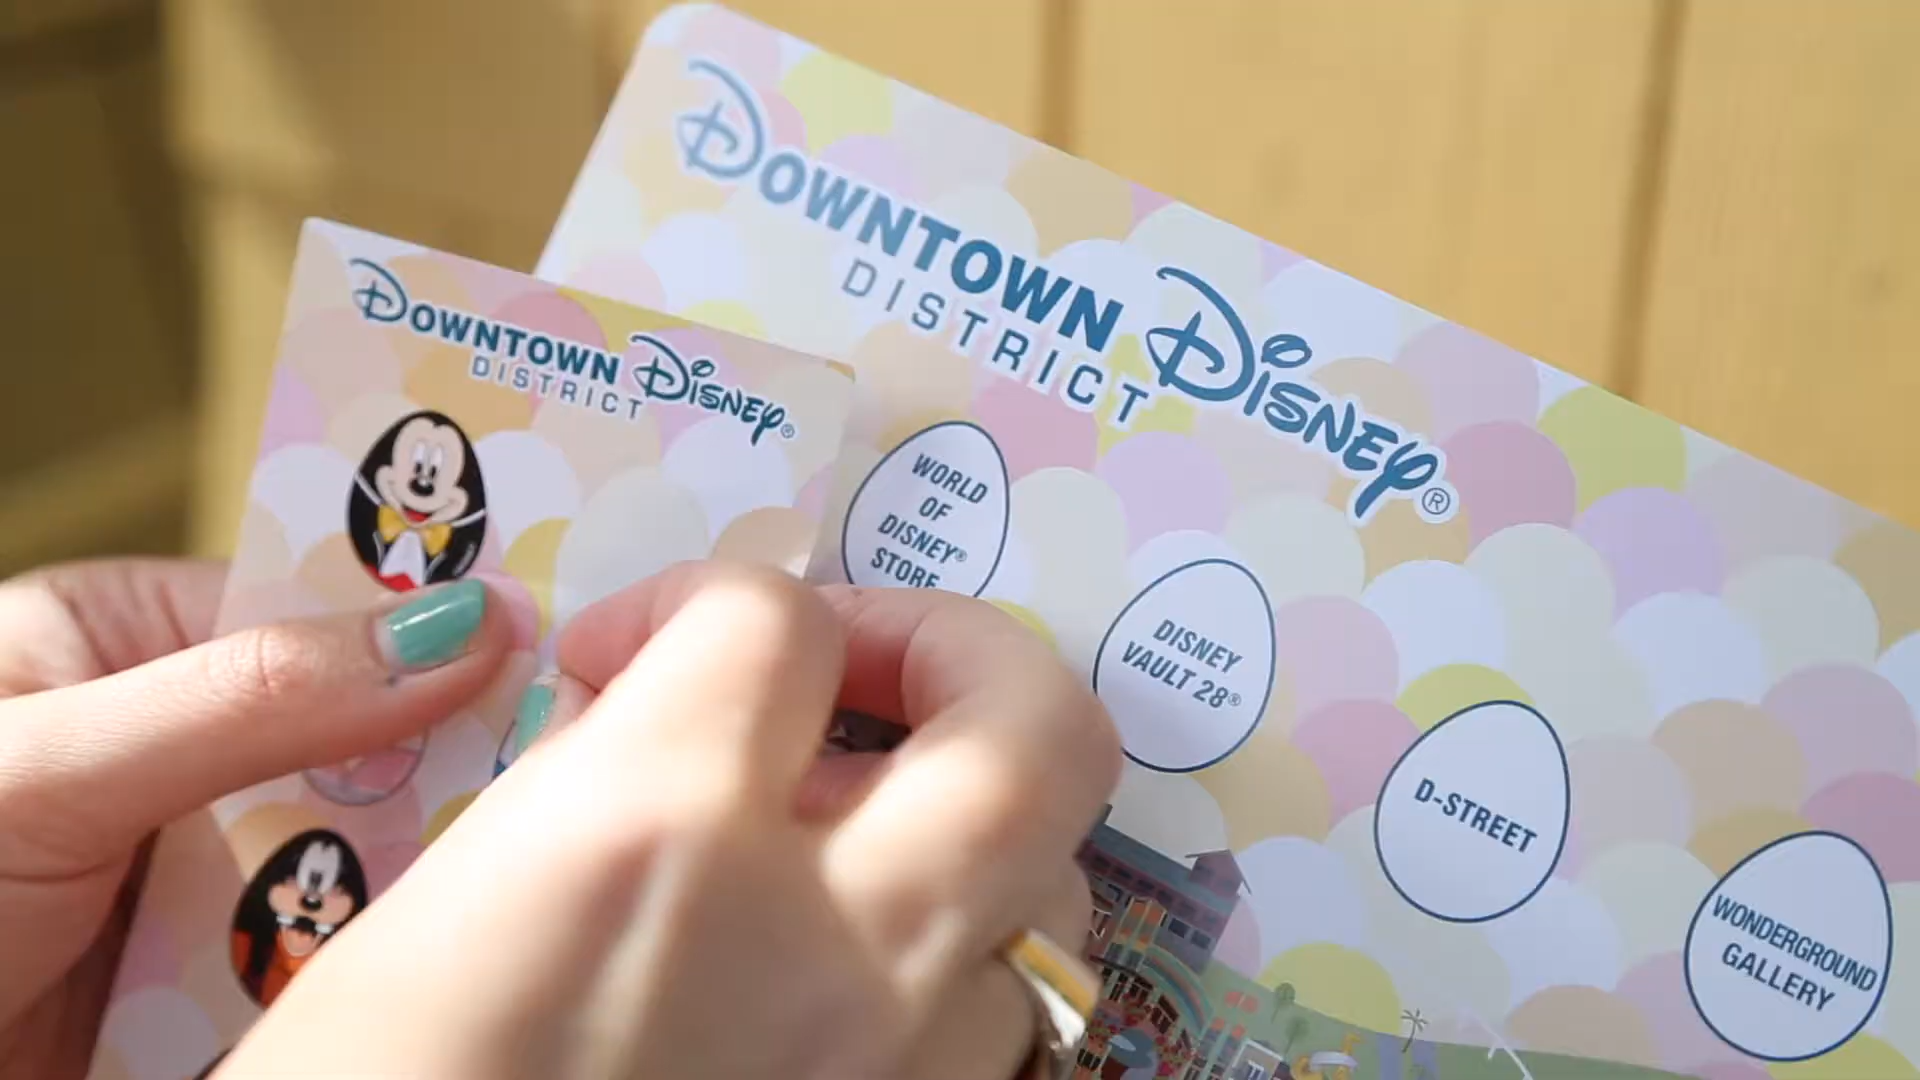 DOWNTOWN DISNEY®
DISTRICT
DOWNTOWN DISNEY®
DISTRICT
WORLD
OF
DISNEY®
STORE
DISNEY
VAULT 28®
D-STREET
WONDERGROUND
GALLERY